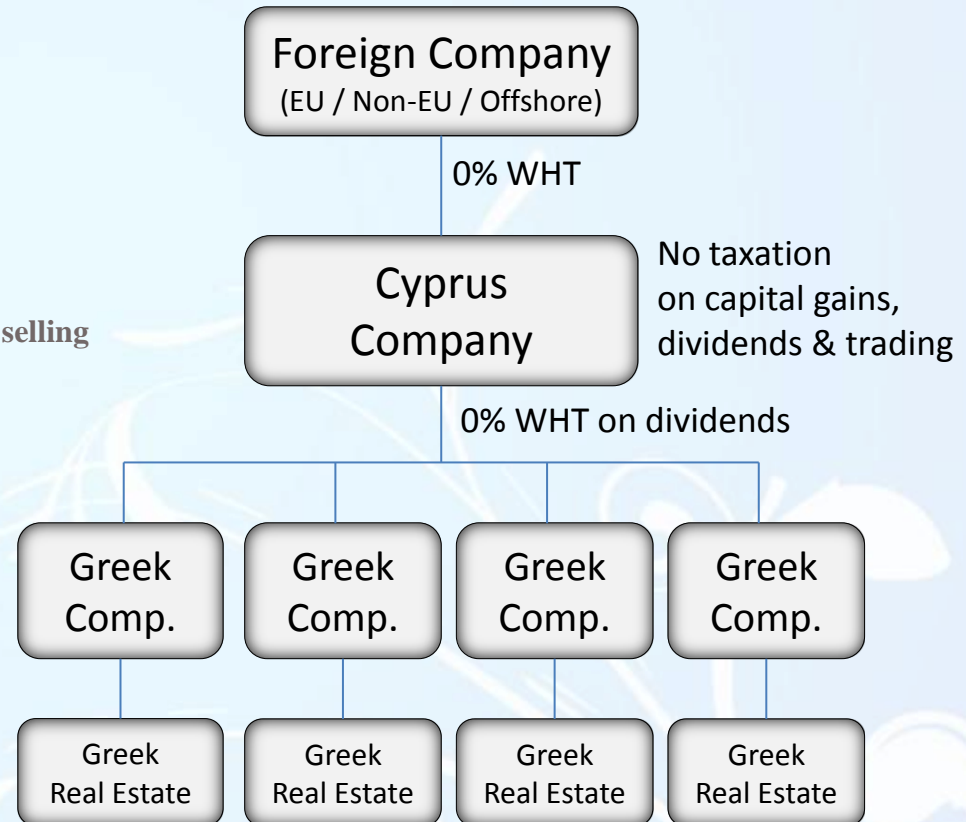 Foreign Company
(EU / Non-EU / Offshore)
0% WHT
Cyprus
Company
No taxation
on capital gains,
dividends & trading
selling
0% WHT on dividends
Greek
Comp.
Greek
Comp.
Greek
Comp.
Greek
Comp.
Greek
Real Estate
Greek
Real Estate
Greek
Real Estate
Greek
Real Estate